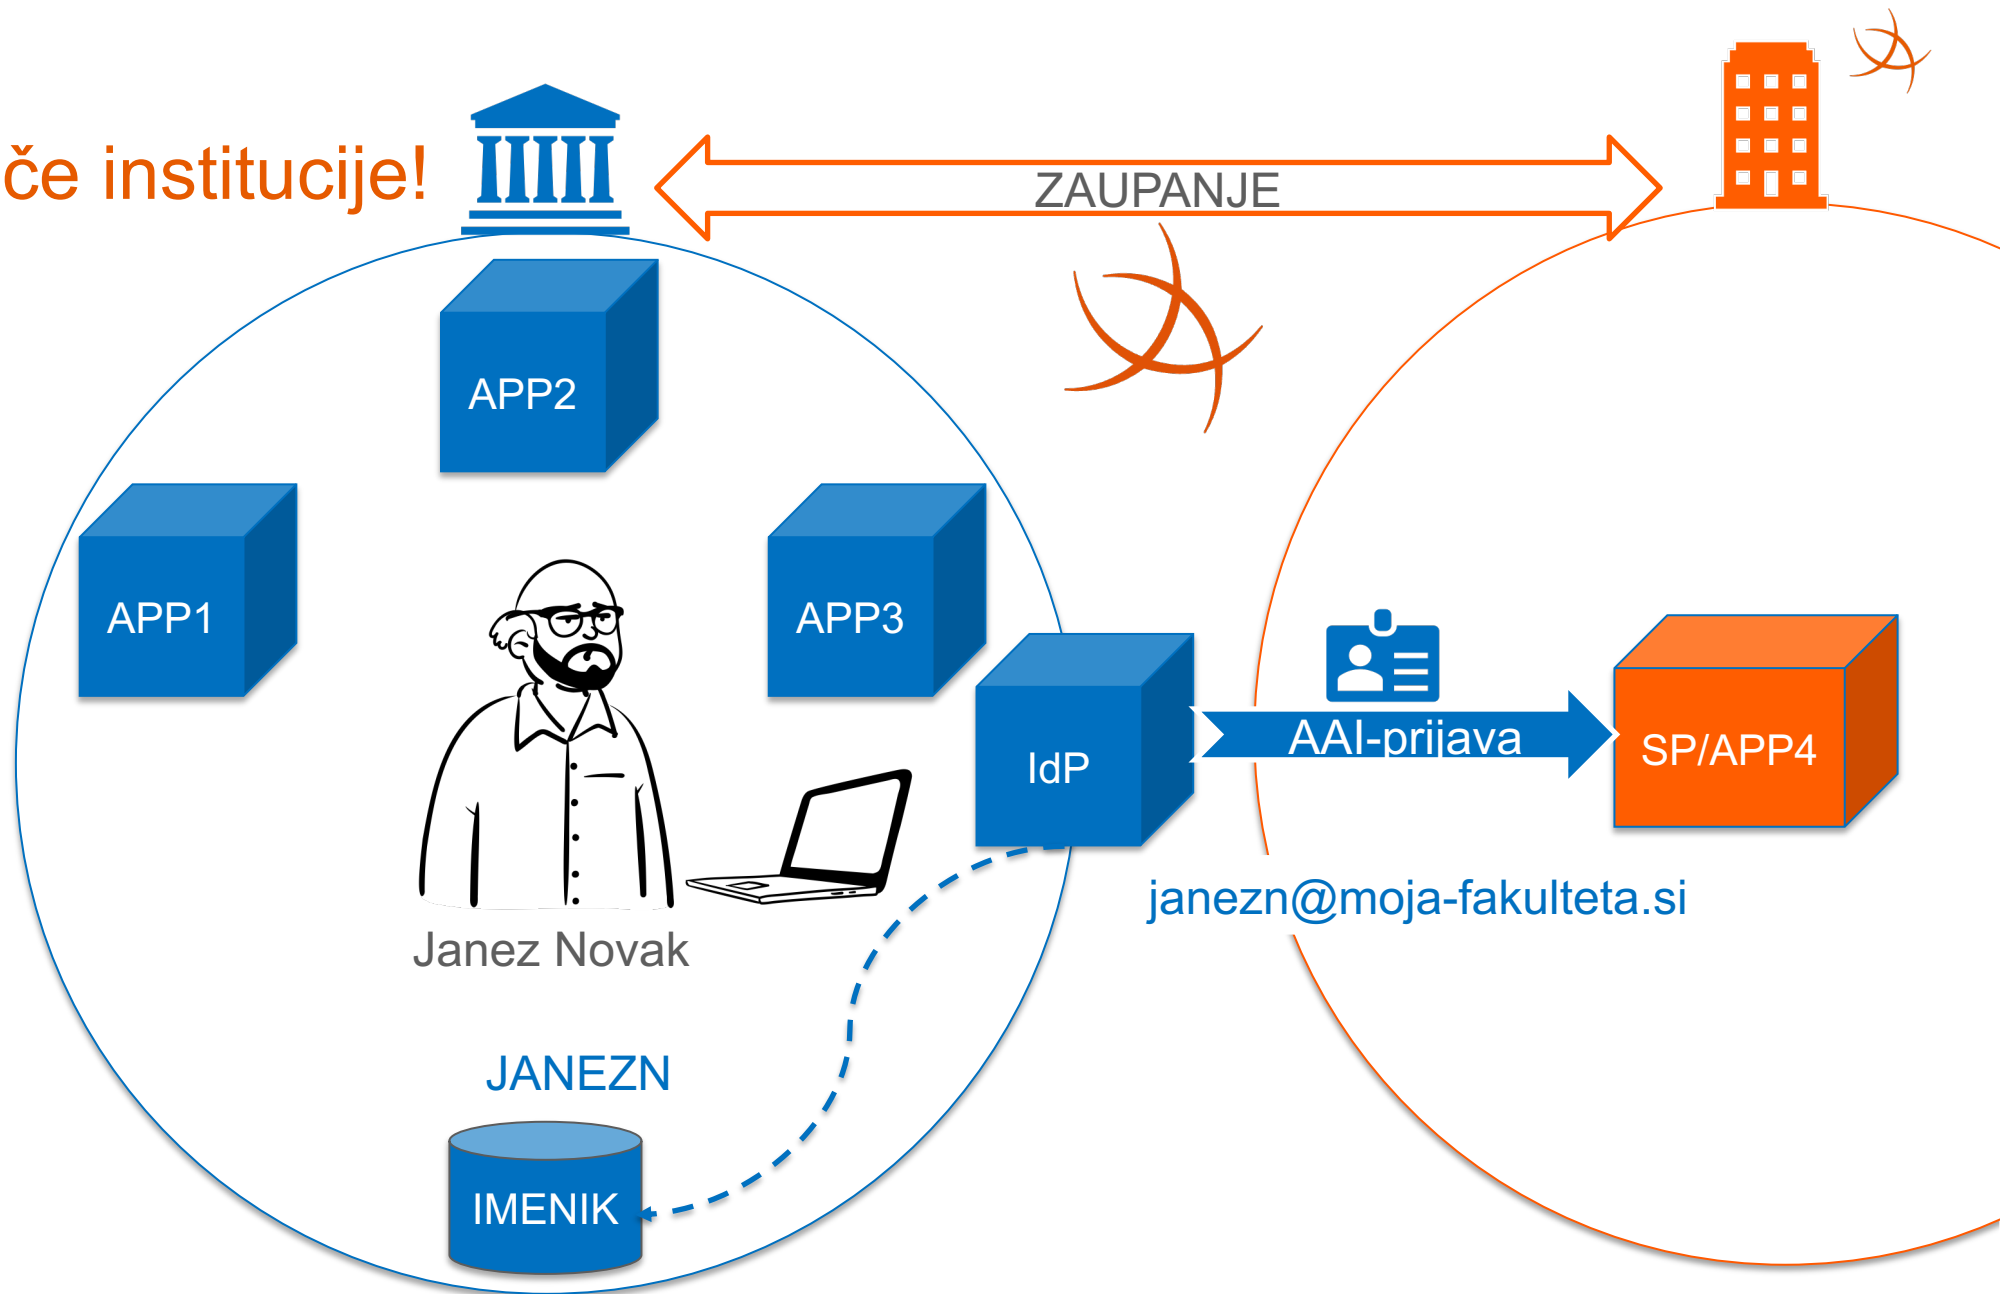 če institucije!
ZAUPANJE
APP2
APP1
APP3
IdP
AAI-prijava
SP/APP4
janezn@moja-fakulteta.si
Janez Novak
JANEZN
IMENIK